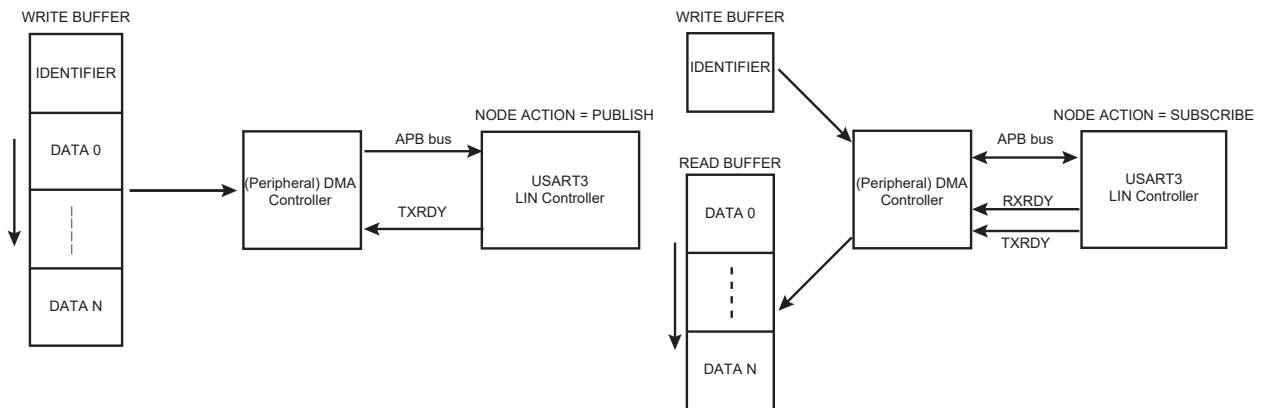 WRITE BUFFER
IDENTIFIER
DATA 0
DATA N
(Peripheral) DMA
Controller
APB bus
TXRDY
NODE ACTION = PUBLISH
USART3
LIN Controller
WRITE BUFFER
IDENTIFIER
READ BUFFER
DATA 0
DATA N
(Peripheral) DMA
Controller
NODE ACTION = SUBSCRIBE
APB bus
RXRDY
TXRDY
USART3
LIN Controller